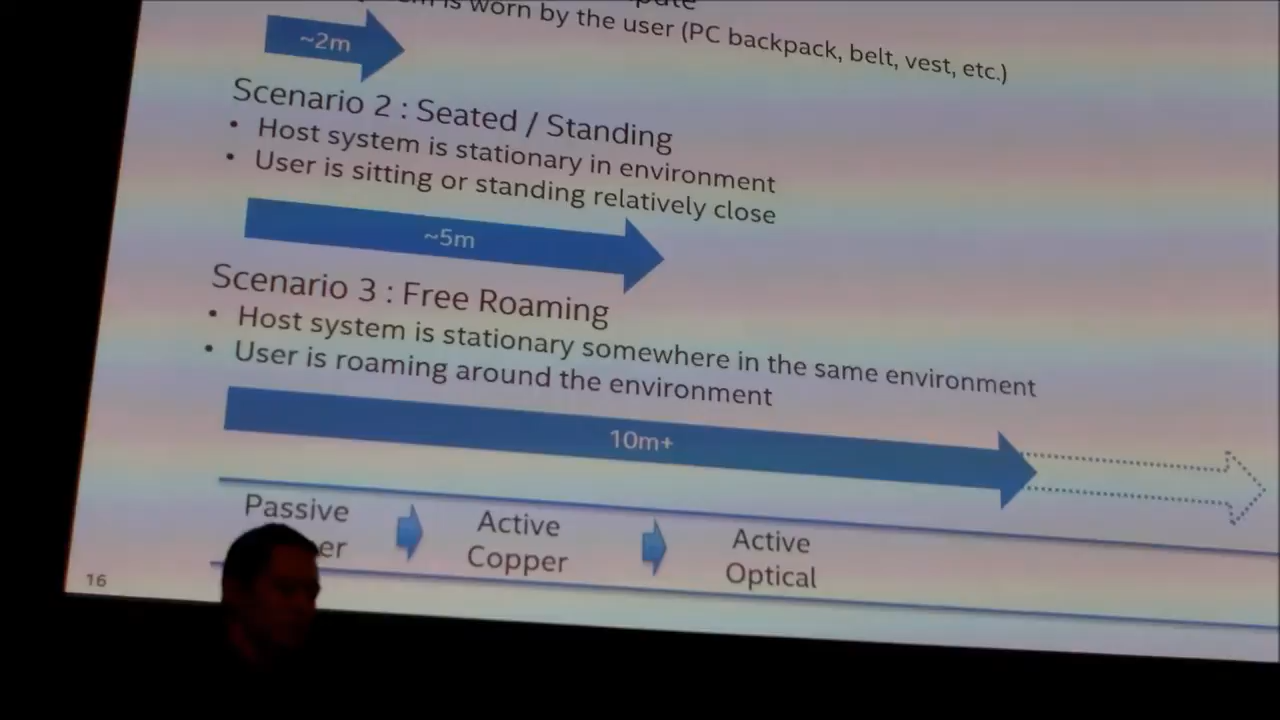 is worn by the user (PC backpack, belt, vest, etc.)
~2m
Scenario 2 : Seated / Standing
• Host system is stationary in environment
• User is sitting or standing relatively close
~5m
Scenario 3 : Free Roaming
• Host system is stationary somewhere in the same environment
• User is roaming around the environment
10m+
Passive
Active
Copper
Active
Optical
16